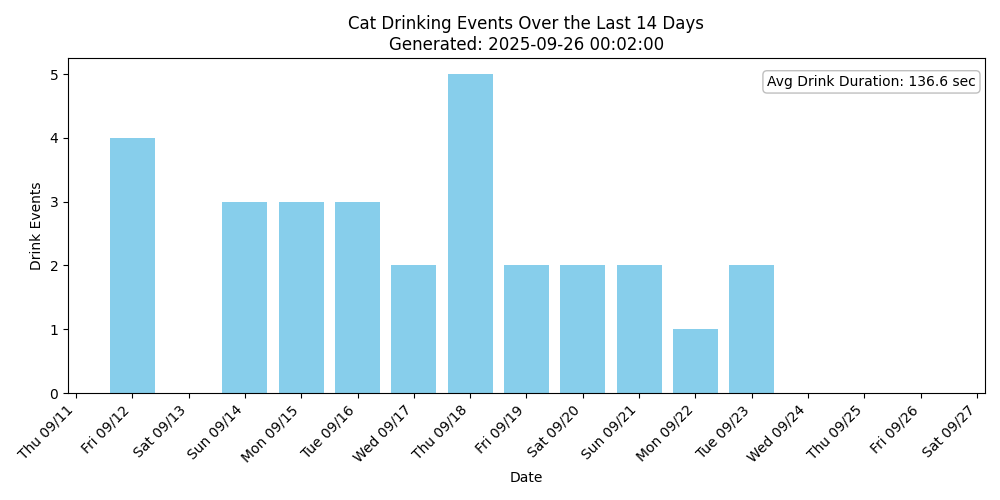 Cat Drinking Events Over the Last 14 Days
Generated: 2025-09-26 00:02:00
Avg Drink Duration: 136.6 sec
Drink Events
5
4
3
2
1
0
Thu 09/11
Fri 09/12
Sat 09/13
Sun 09/14
Mon 09/15
Tue 09/16
Wed 09/17
Thu 09/18
Fri 09/19
Sat 09/20
Sun 09/21
Mon 09/22
Tue 09/23
Wed 09/24
Thu 09/25
Fri 09/26
Sat 09/27
Date